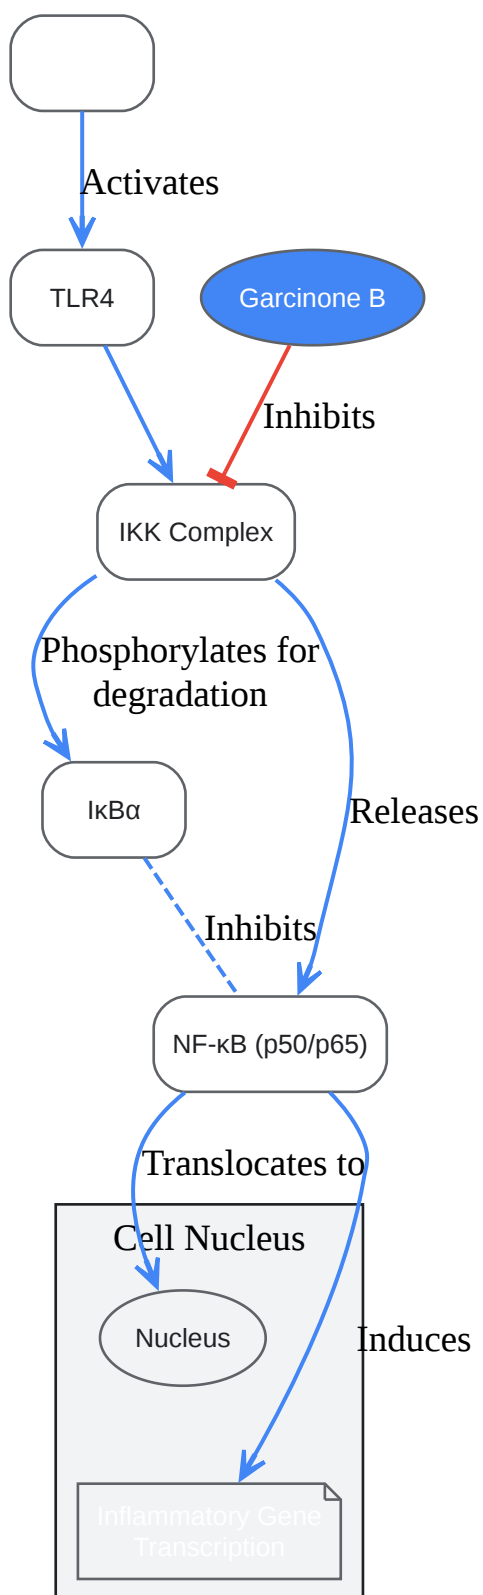 Activates
TLR4
Garcinone B
Inhibits
IKK Complex
Phosphorylates for
degradation
IκBα
Releases
Inhibits
NF-κB (p50/p65)
Translocates to
Cell Nucleus
Nucleus
Induces
Inflammatory Gene
Transcription